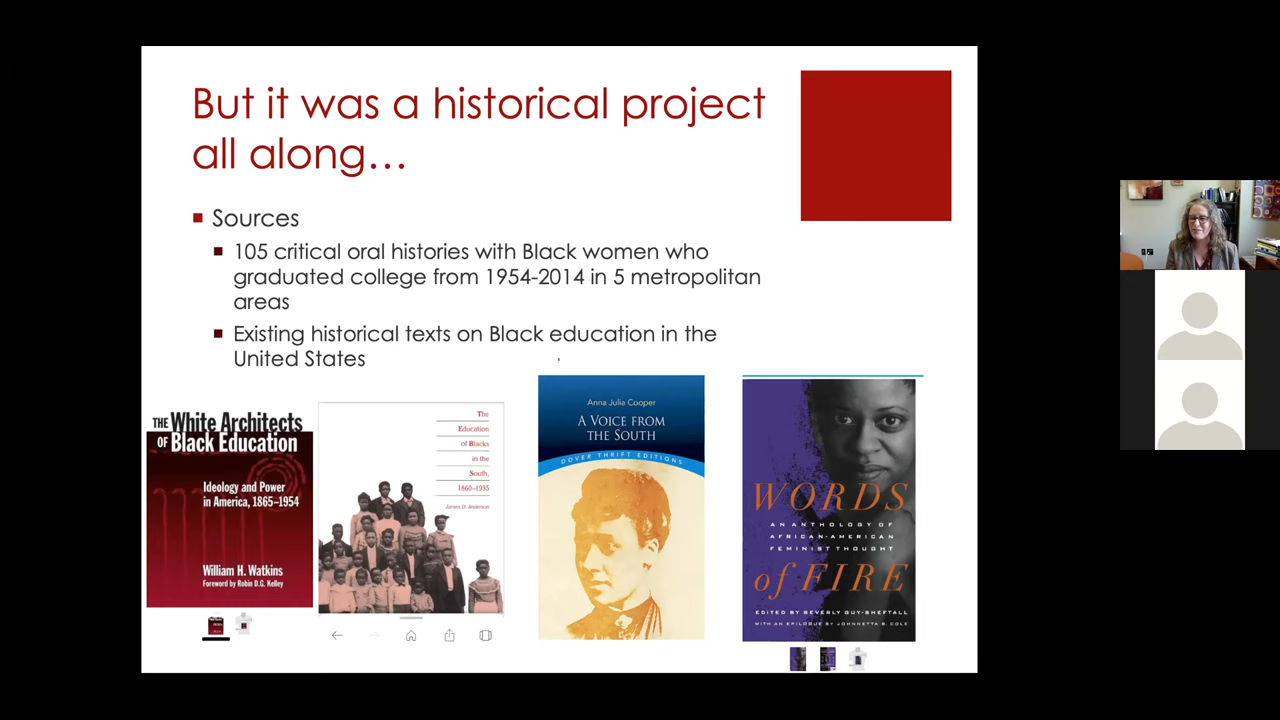 But it was a historical project
all along…
Sources
105 critical oral histories with Black women who
graduated college from 1954-2014 in 5 metropolitan
areas
Existing historical texts on Black education in the
United States
THE White Architects
OF Black Education
Ideology and Power
in America, 1865–1954
William H. Watkins
Foreword by Robin D.G. Kelley
The
Education
of Blacks
in the
South,
1860–1935
James D. Anderson
Anna Julia Cooper
A VOICE FROM
THE SOUTH
DOVER THRIFT EDITIONS
WORDS
AN ANTHOLOGY OF
AFRICAN-AMERICAN
FEMINIST THOUGHT
of FIRE
EDITED BY BEVERLY GUY-SHEFTALL
WITH AN EPILOGUE BY JOHNNETTA B. COLE